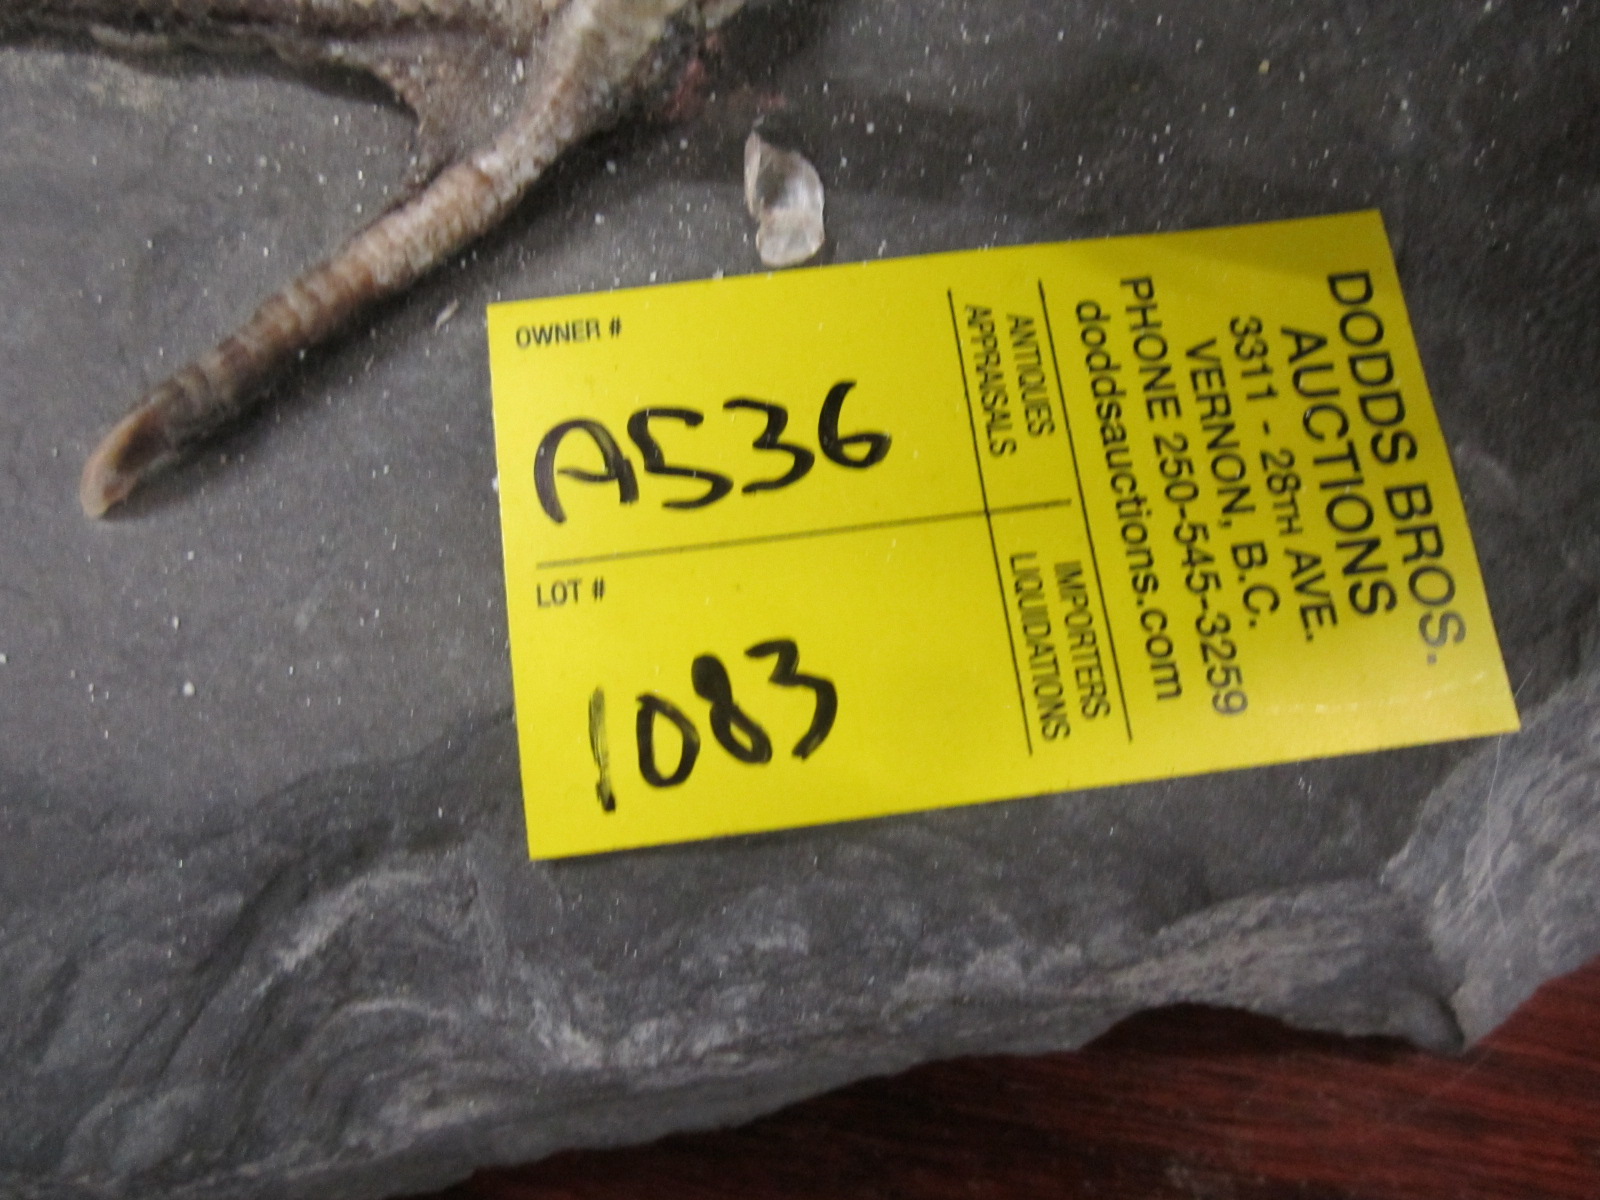 DODDS BROS.
AUCTIONS
3311 - 28TH AVE.
VERNON, B.C.
PHONE 250-545-3259
doddsauctions.com
ANTIQUES IMPORTERS
APPRAISALS LIQUIDATIONS
OWNER #
A536
LOT #
1083